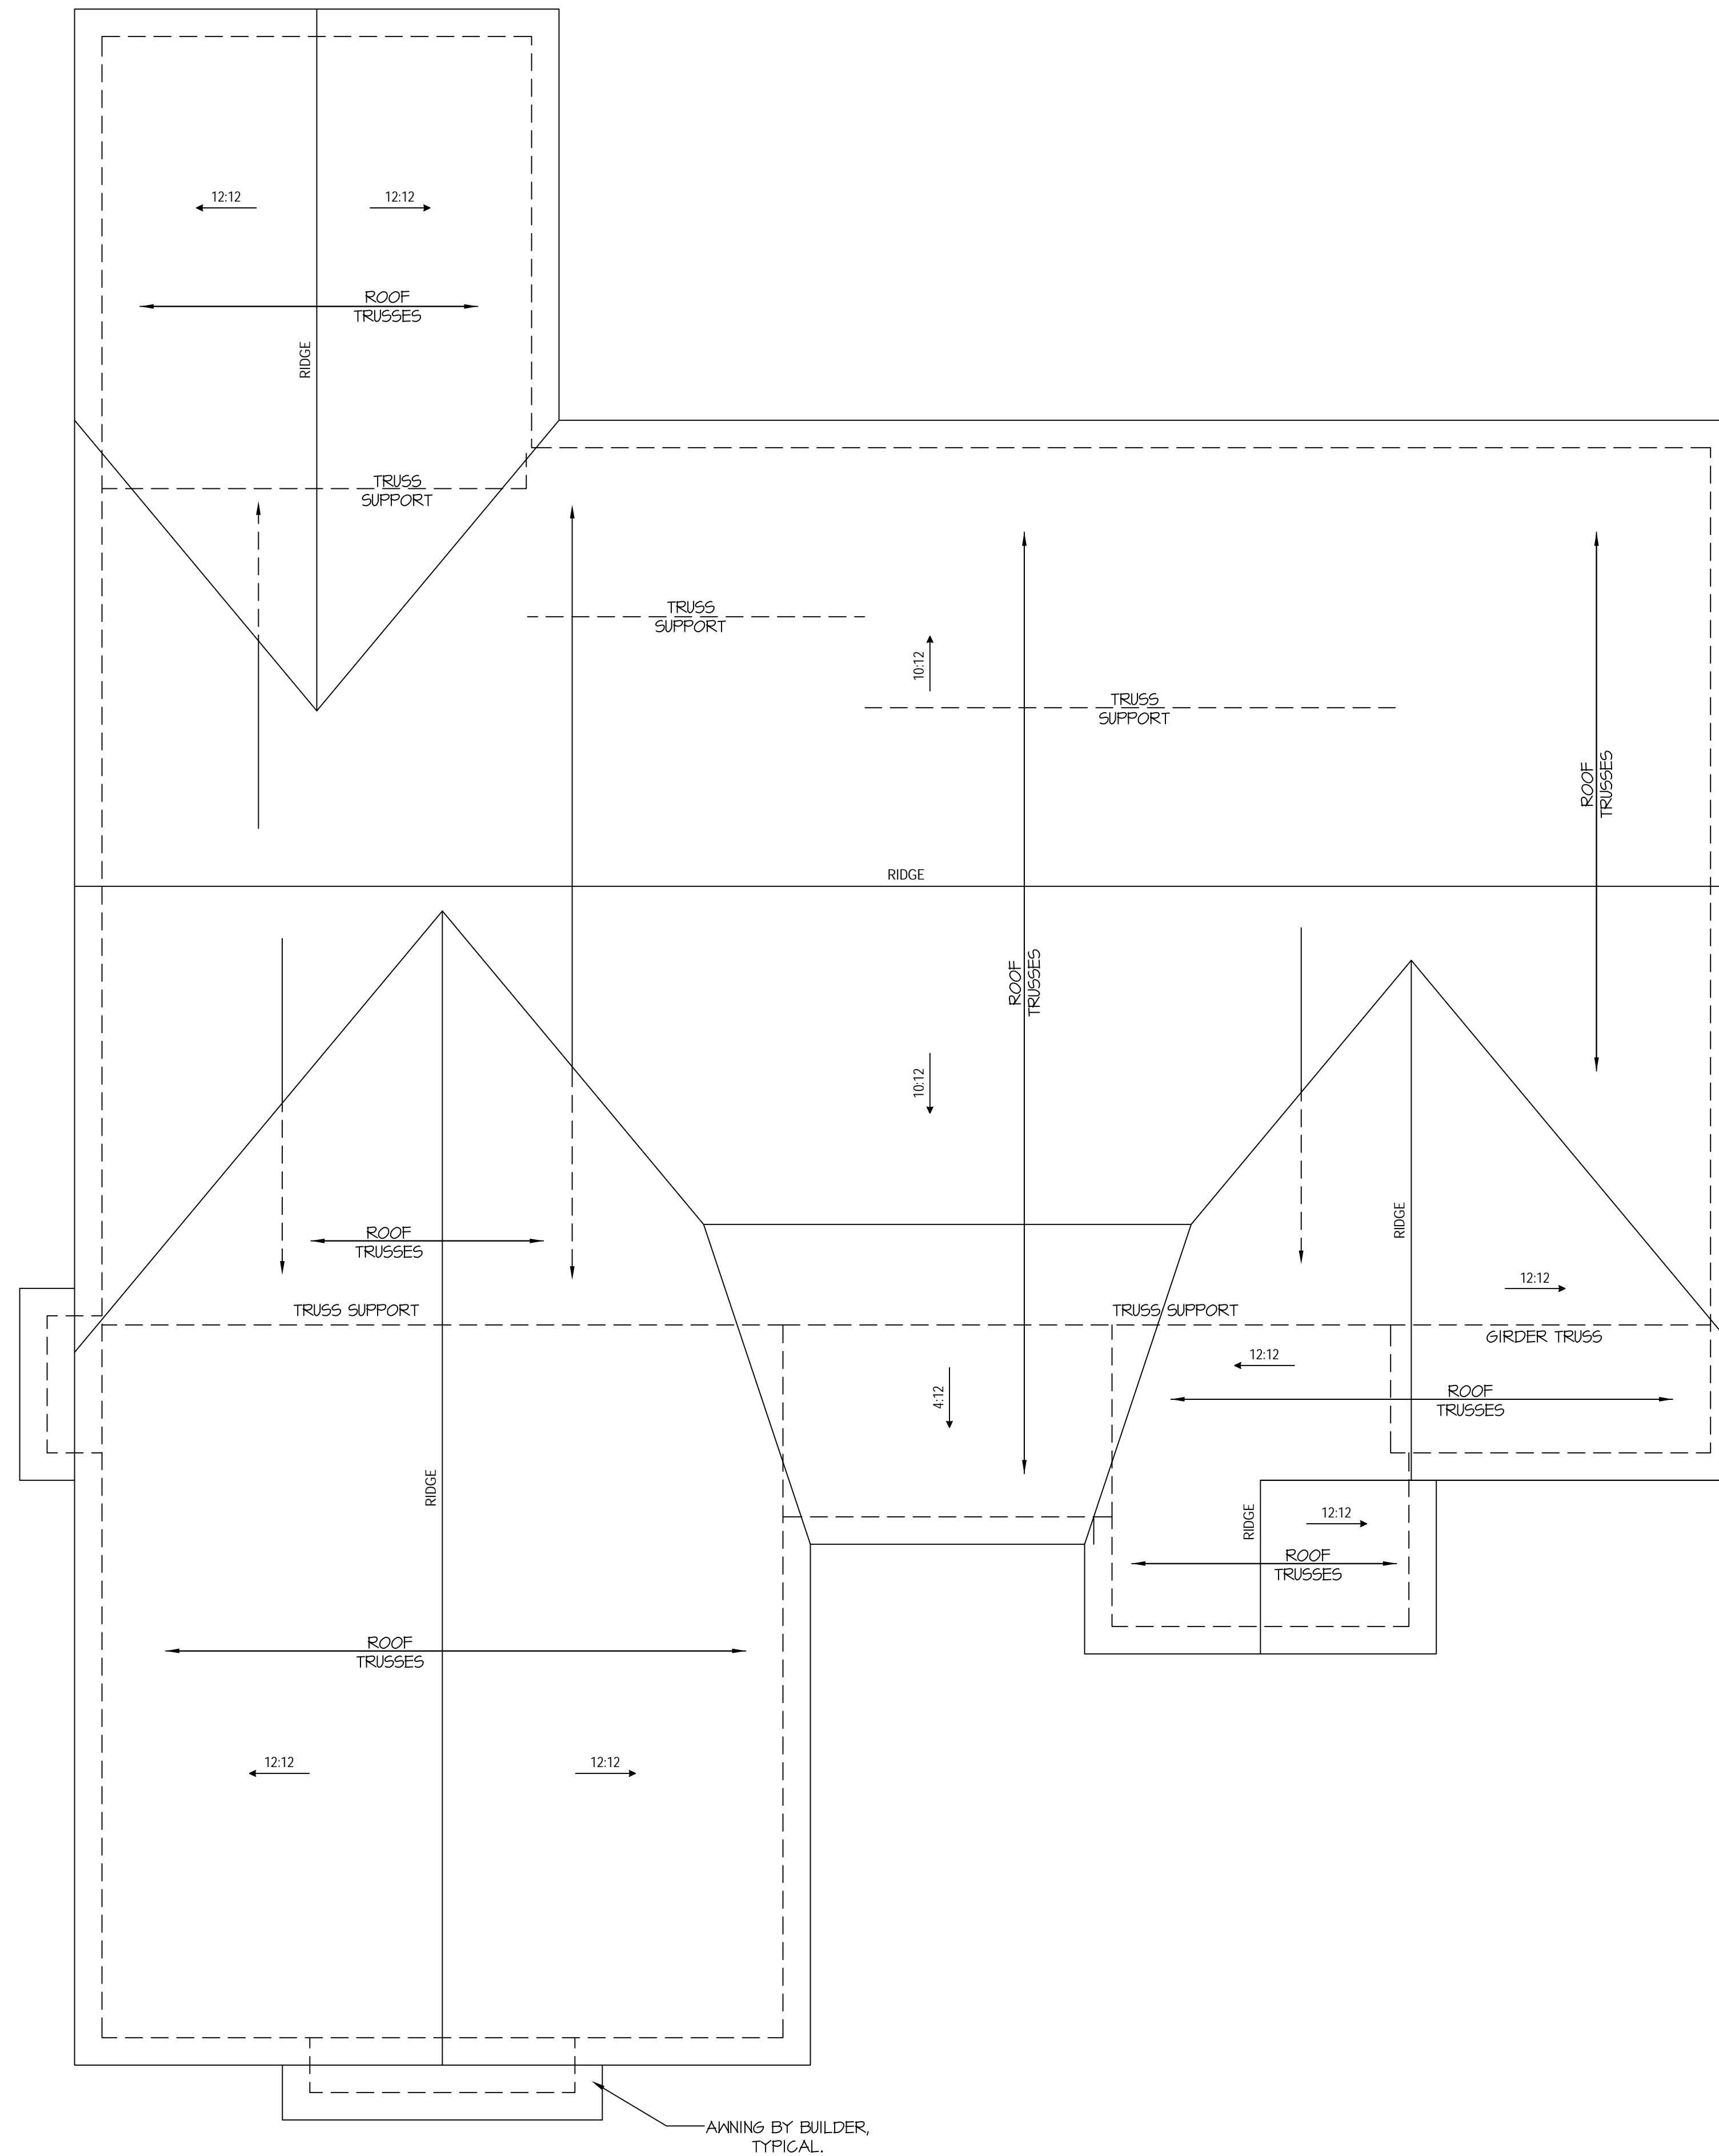 12:12
12:12
ROOF
TRUSSES
RIDGE
TRUSS
SUPPORT
TRUSS
SUPPORT
10:12
TRUSS
SUPPORT
ROOF
TRUSSES
RIDGE
ROOF
TRUSSES
10:12
ROOF
TRUSSES
RIDGE
12:12
TRUSS SUPPORT
TRUSS SUPPORT
GIRDER TRUSS
12:12
4:12
ROOF
TRUSSES
RIDGE
RIDGE
12:12
ROOF
TRUSSES
ROOF
TRUSSES
12:12
12:12
AWNING BY BUILDER,
TYPICAL.